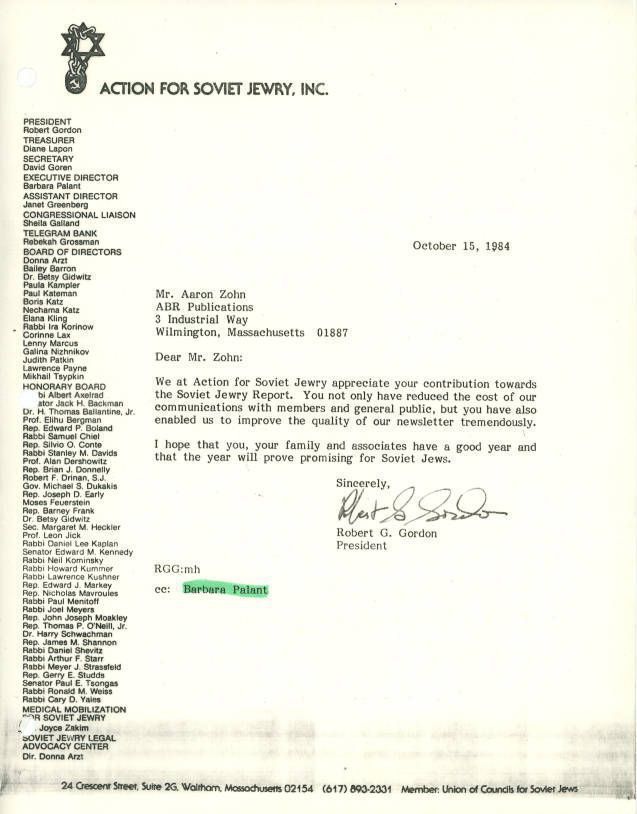 ACTION FOR SOVIET JEWRY, INC.
PRESIDENT
Robert Gordon
TREASURER
Diane Lapon
SECRETARY
David Goren
EXECUTIVE DIRECTOR
Barbara Palant
ASSISTANT DIRECTOR
Janet Greenberg
CONGRESSIONAL LIAISON
Sheila Galland
TELEGRAM BANK
Rebekah Grossman
BOARD OF DIRECTORS
Donna Arzt
Bailey Barron
Dr. Betsy Gidwitz
Paula Kampler
Paul Kateman
Boris Katz
Nechama Katz
Elana Kling
Rabbi Ira Korinow
Corinne Lax
Lenny Marcus
Galina Nizhnikov
Judith Patkin
Lawrence Payne
Mikhail Tsypkin
HONORARY BOARD
bi Albert Axelrad
ator Jack H. Backman
Dr. H. Thomas Ballantine, Jr.
Prof. Elihu Bergman
Rep. Edward P. Boland
Rabbi Samuel Chiel
Rep. Silvio O. Conte
Rabbi Stanley M. Davids
Prof. Alan Dershowitz
Rep. Brian J. Donnelly
Robert F. Drinan, S.J.
Gov. Michael S. Dukakis
Rep. Joseph D. Early
Moses Feuerstein
Rep. Barney Frank
Dr. Betsy Gidwitz
Sec. Margaret M. Heckler
Prof. Leon Jick
Rabbi Daniel Lee Kaplan
Senator Edward M. Kennedy
Rabbi Neil Kominsky
Rabbi Howard Kummer
Rabbi Lawrence Kushner
Rep. Edward J. Markey
Rep. Nicholas Mavroules
Rabbi Paul Menitoff
Rabbi Joel Meyers
Rep. John Joseph Moakley
Rep. Thomas P. O'Neill, Jr.
Dr. Harry Schwachman
Rep. James M. Shannon
Rabbi Daniel Shevitz
Rabbi Arthur F. Starr
Rabbi Meyer J. Strassfeld
Rep. Gerry E. Studds
Senator Paul E. Tsongas
Rabbi Ronald M. Weiss
Rabbi Cary D. Yales
MEDICAL MOBILIZATION
OR SOVIET JEWRY
Joyce Zakim
SOVIET JEWRY LEGAL
ADVOCACY CENTER
Dir. Donna Arzt
October 15, 1984
Mr. Aaron Zohn
ABR Publications
3 Industrial Way
Wilmington, Massachusetts 01887
Dear Mr. Zohn:
We at Action for Soviet Jewry appreciate your contribution towards
the Soviet Jewry Report. You not only have reduced the cost of our
communications with members and general public, but you have also
enabled us to improve the quality of our newsletter tremendously.
I hope that you, your family and associates have a good year and
that the year will prove promising for Soviet Jews.
Sincerely,
Robert G Gordon
Robert G. Gordon
President
RGG:mh
cc: Barbara Palant
24 Crescent Street, Suite 2G, Waltham, Massachusetts 02154 (617) 893-2331 Member: Union of Councils for Soviet Jews